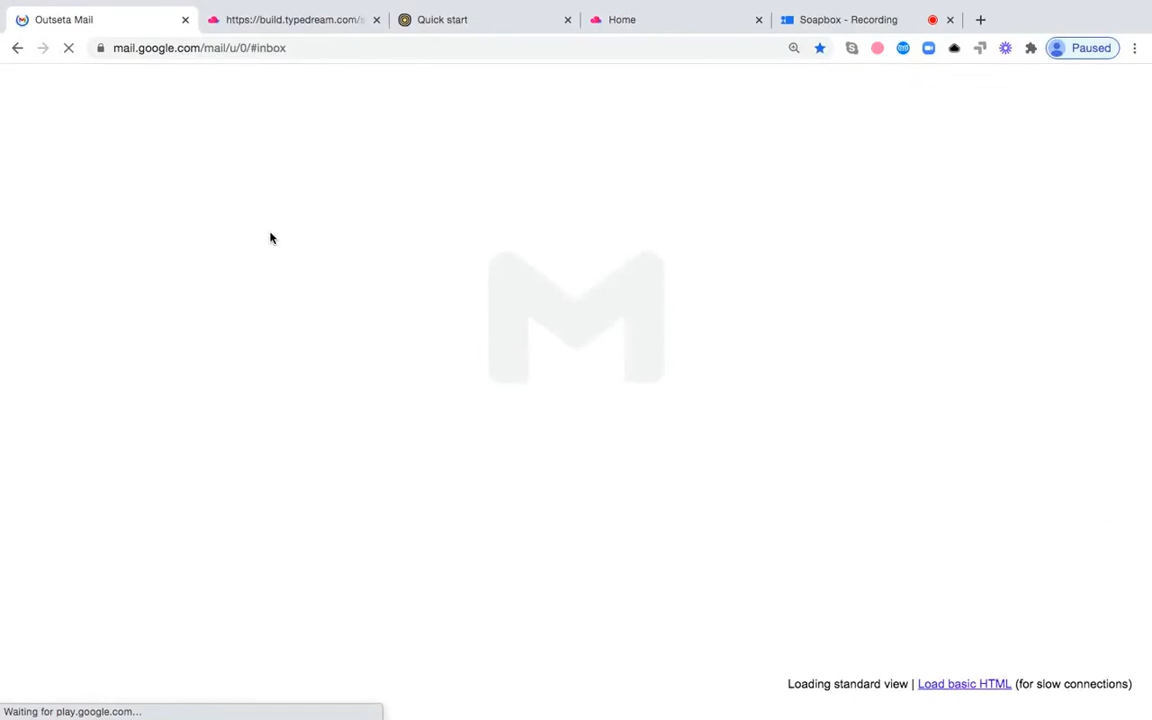 Outseta Mail
https://build.typedream.com/
Quick start
Home
Soapbox - Recording
mail.google.com/mail/u/0/#inbox
Paused
M
Loading standard view | Load basic HTML (for slow connections)
Waiting for play.google.com...